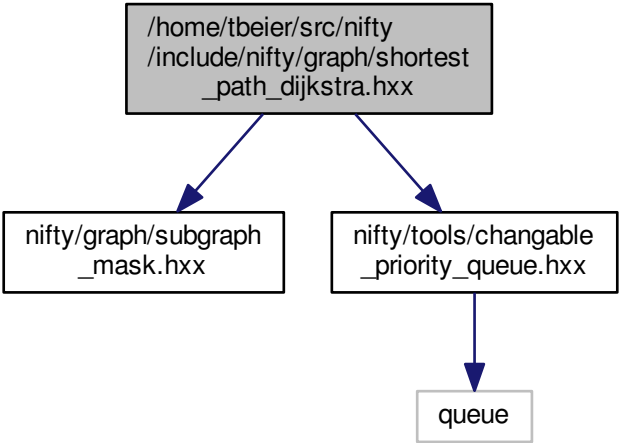 /home/tbeier/src/nifty
/include/nifty/graph/shortest
_path_dijkstra.hxx
nifty/graph/subgraph
_mask.hxx
nifty/tools/changable
_priority_queue.hxx
queue